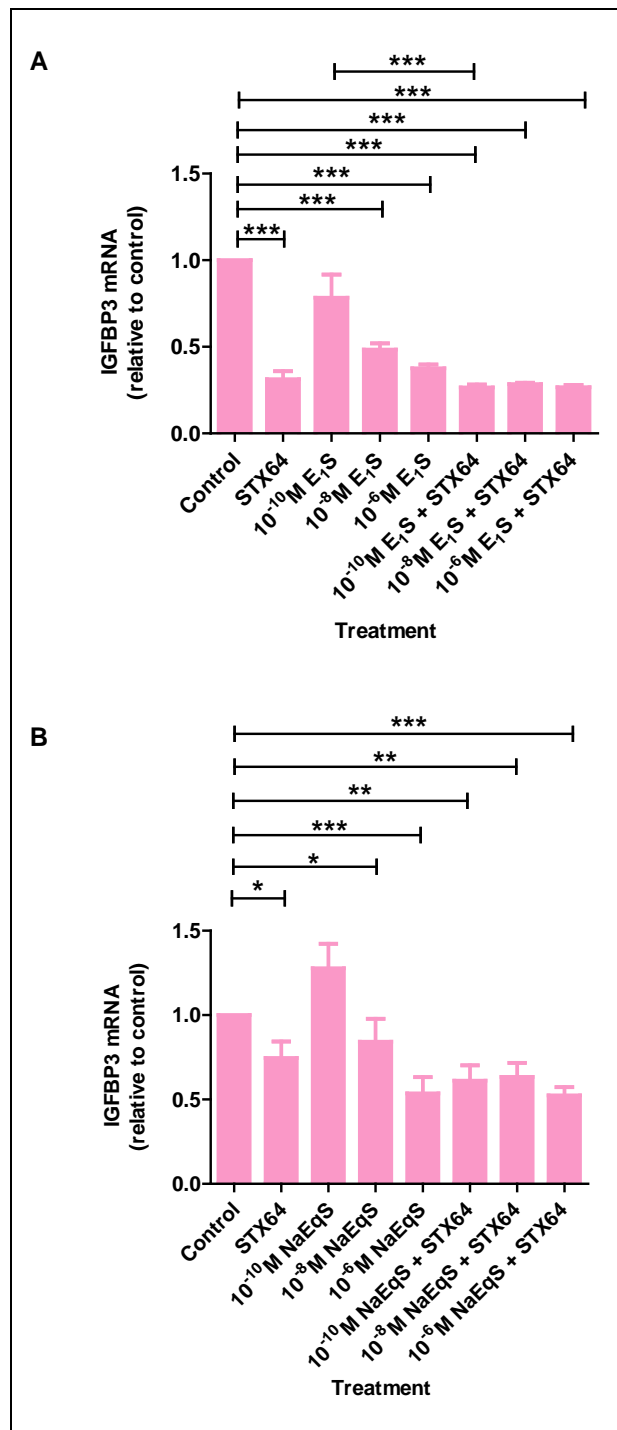 A
***
***
***
***
***
***
***
1.5
1.0
0.5
0.0
IGFBP3 mRNA
(relative to control)
Control
STX64
10⁻¹⁰M E₁S
10⁻⁸M E₁S
10⁻⁶M E₁S
10⁻¹⁰M E₁S + STX64
10⁻⁸M E₁S + STX64
10⁻⁶M E₁S + STX64
Treatment
B
***
**
**
***
*
*
1.5
1.0
0.5
0.0
IGFBP3 mRNA
(relative to control)
Control
STX64
10⁻¹⁰M NaEqS
10⁻⁸M NaEqS
10⁻⁶M NaEqS
10⁻¹⁰M NaEqS + STX64
10⁻⁸M NaEqS + STX64
10⁻⁶M NaEqS + STX64
Treatment